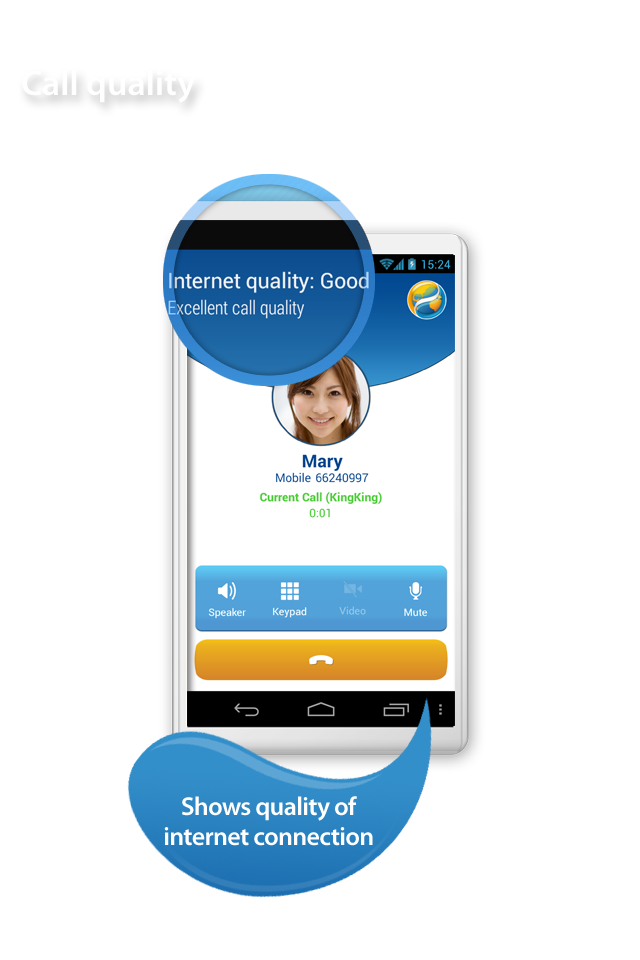 Call quality
15:24
Internet quality: Good
Excellent call quality
Mary
Mobile 66240997
Current Call (KingKing)
0:01
Speaker Keypad Video Mute
Shows quality of
internet connection